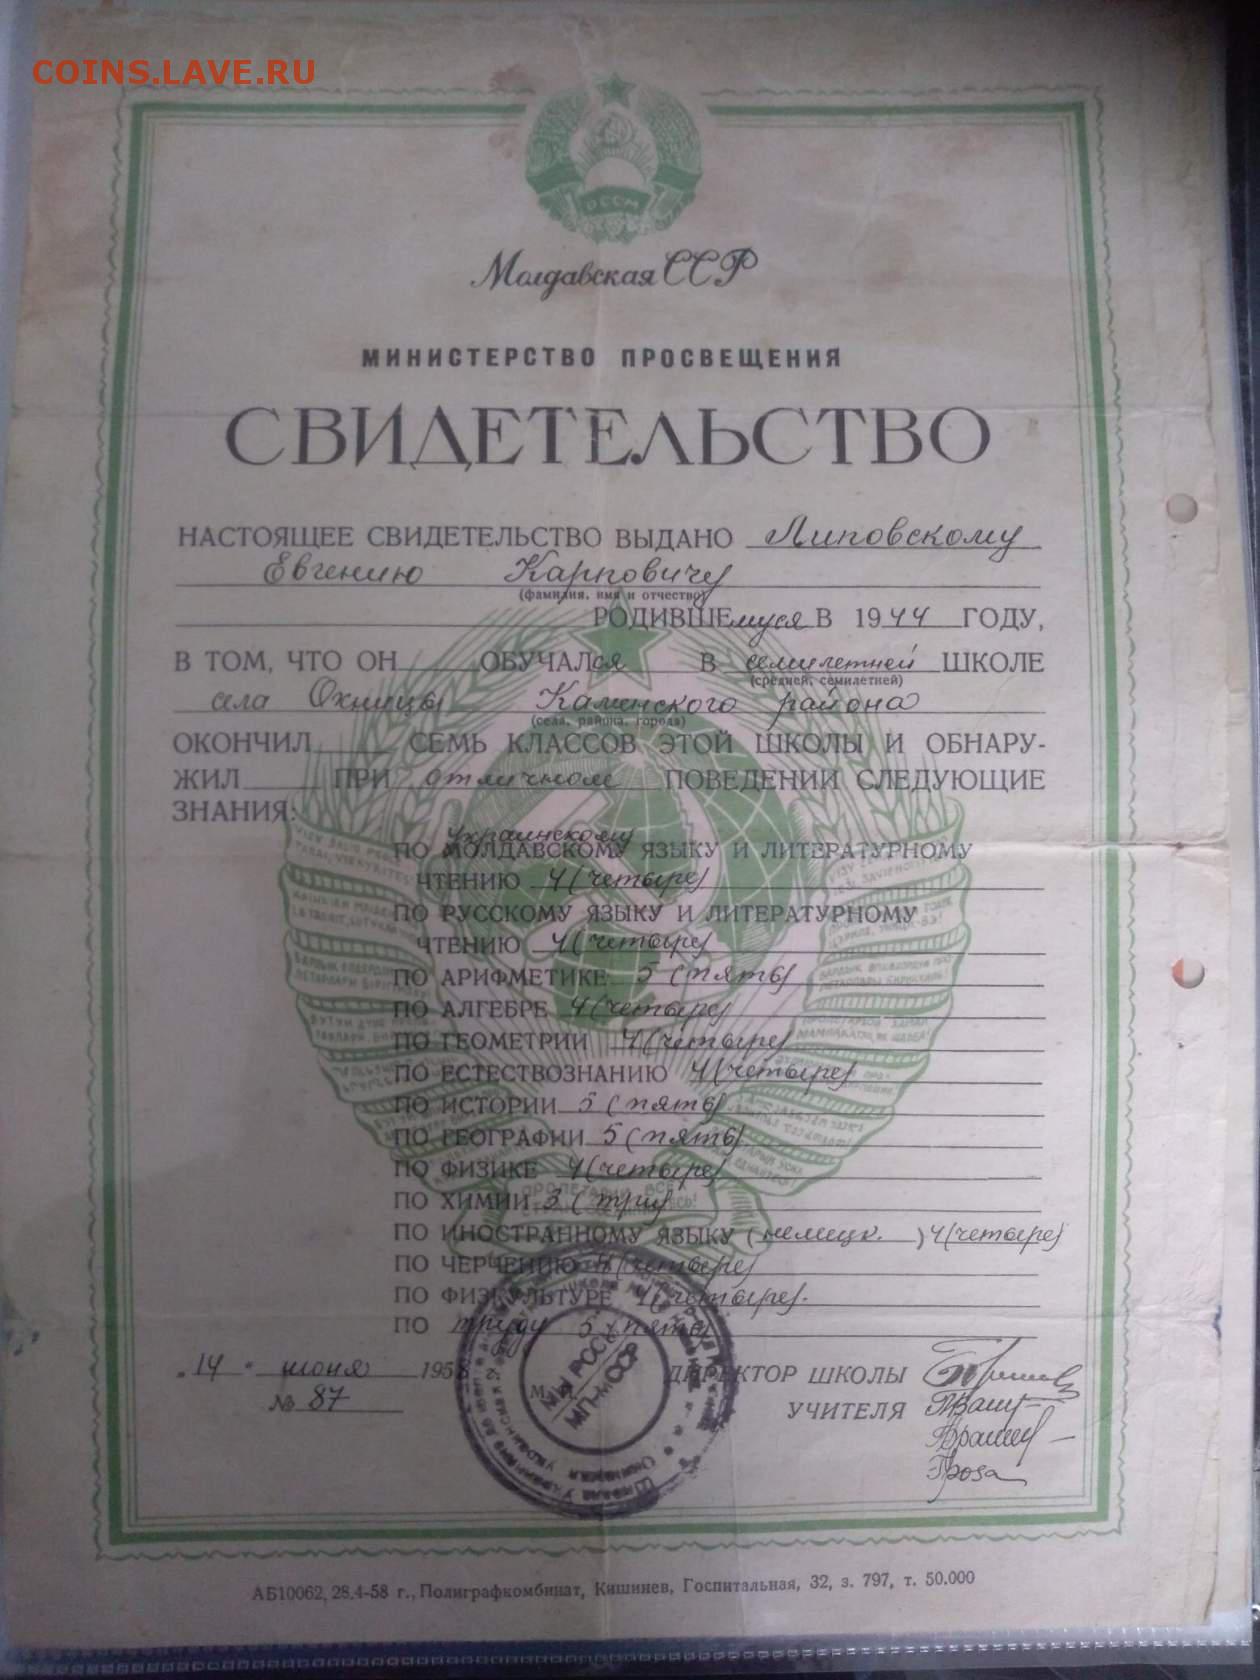 COINS.LAVE.RU
РССМ
Молдавская ССР
МИНИСТЕРСТВО ПРОСВЕЩЕНИЯ
СВИДЕТЕЛЬСТВО
НАСТОЯЩЕЕ СВИДЕТЕЛЬСТВО ВЫДАНО Липовскому
Евгению Карповичу
(фамилия, имя и отчество)
РОДИВШЕмуся В 1944 ГОДУ,
В ТОМ, ЧТО ОН ОБУЧАЛся В семилетней ШКОЛЕ
(средней, семилетней)
села Охницы Каменского района
(села, района, города)
ОКОНЧИЛ СЕМЬ КЛАССОВ ЭТОЙ ШКОЛЫ И ОБНАРУ-
ЖИЛ ПРИ отличном ПОВЕДЕНИИ СЛЕДУЮЩИЕ
ЗНАНИЯ:
Украинскому
ПО МОЛДАВСКОМУ ЯЗЫКУ И ЛИТЕРАТУРНОМУ
ЧТЕНИЮ 4 (четыре)
ПО РУССКОМУ ЯЗЫКУ И ЛИТЕРАТУРНОМУ
ЧТЕНИЮ 4 (четыре)
ПО АРИФМЕТИКЕ 5 (пять)
ПО АЛГЕБРЕ 4 (четыре)
ПО ГЕОМЕТРИИ 4 (четыре)
ПО ЕСТЕСТВОЗНАНИЮ 4 (четыре)
ПО ИСТОРИИ 5 (пять)
ПО ГЕОГРАФИИ 5 (пять)
ПО ФИЗИКЕ 4 (четыре)
ПО ХИМИИ 3 (три)
ПО ИНОСТРАННОМУ ЯЗЫКУ (немецк.) 4 (четыре)
ПО ЧЕРЧЕНИЮ 4 (четыре)
ПО ФИЗКУЛЬТУРЕ 4 (четыре).
ПО труду 5 (пять)
"14" июня 1958 г. ДИРЕКТОР ШКОЛЫ
№ 87 М.
УЧИТЕЛЯ
АБ10062, 28.4-58 г., Полиграфкомбинат, Кишинев, Госпитальная, 32, з. 797, т. 50.000